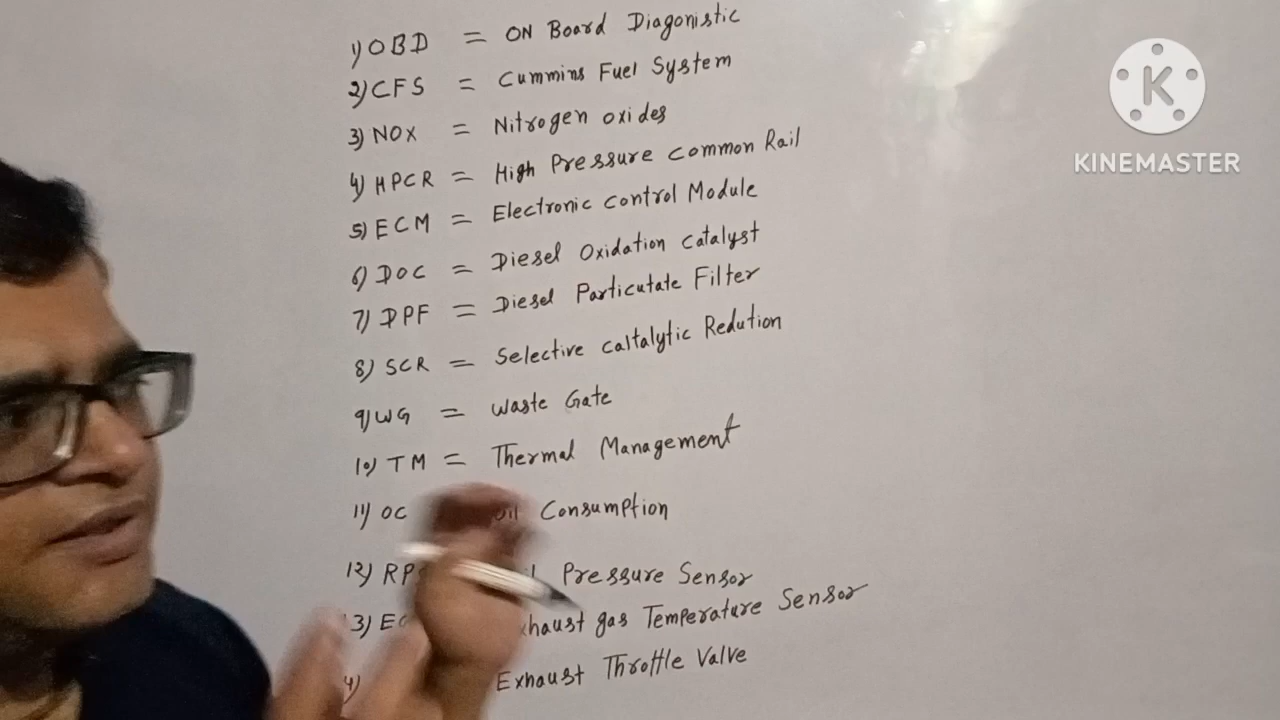 1) OBD = ON Board Diagonistic
2) CFS = Cummins Fuel System
3) NOX = Nitrogen oxides
4) HPCR = High Pressure common Rail
5) ECM = Electronic control Module
6) DOC = Diesel Oxidation catalyst
7) DPF = Diesel Particutate Filter
8) SCR = Selective caltalytic Redution
9) WG = Waste Gate
10) TM = Thermal Management
11) OC oil Consumption
12) RP Pressure Sensor
13) EG xhaust gas Temperature Sensor
14) Exhaust Throttle Valve
K
KINEMASTER